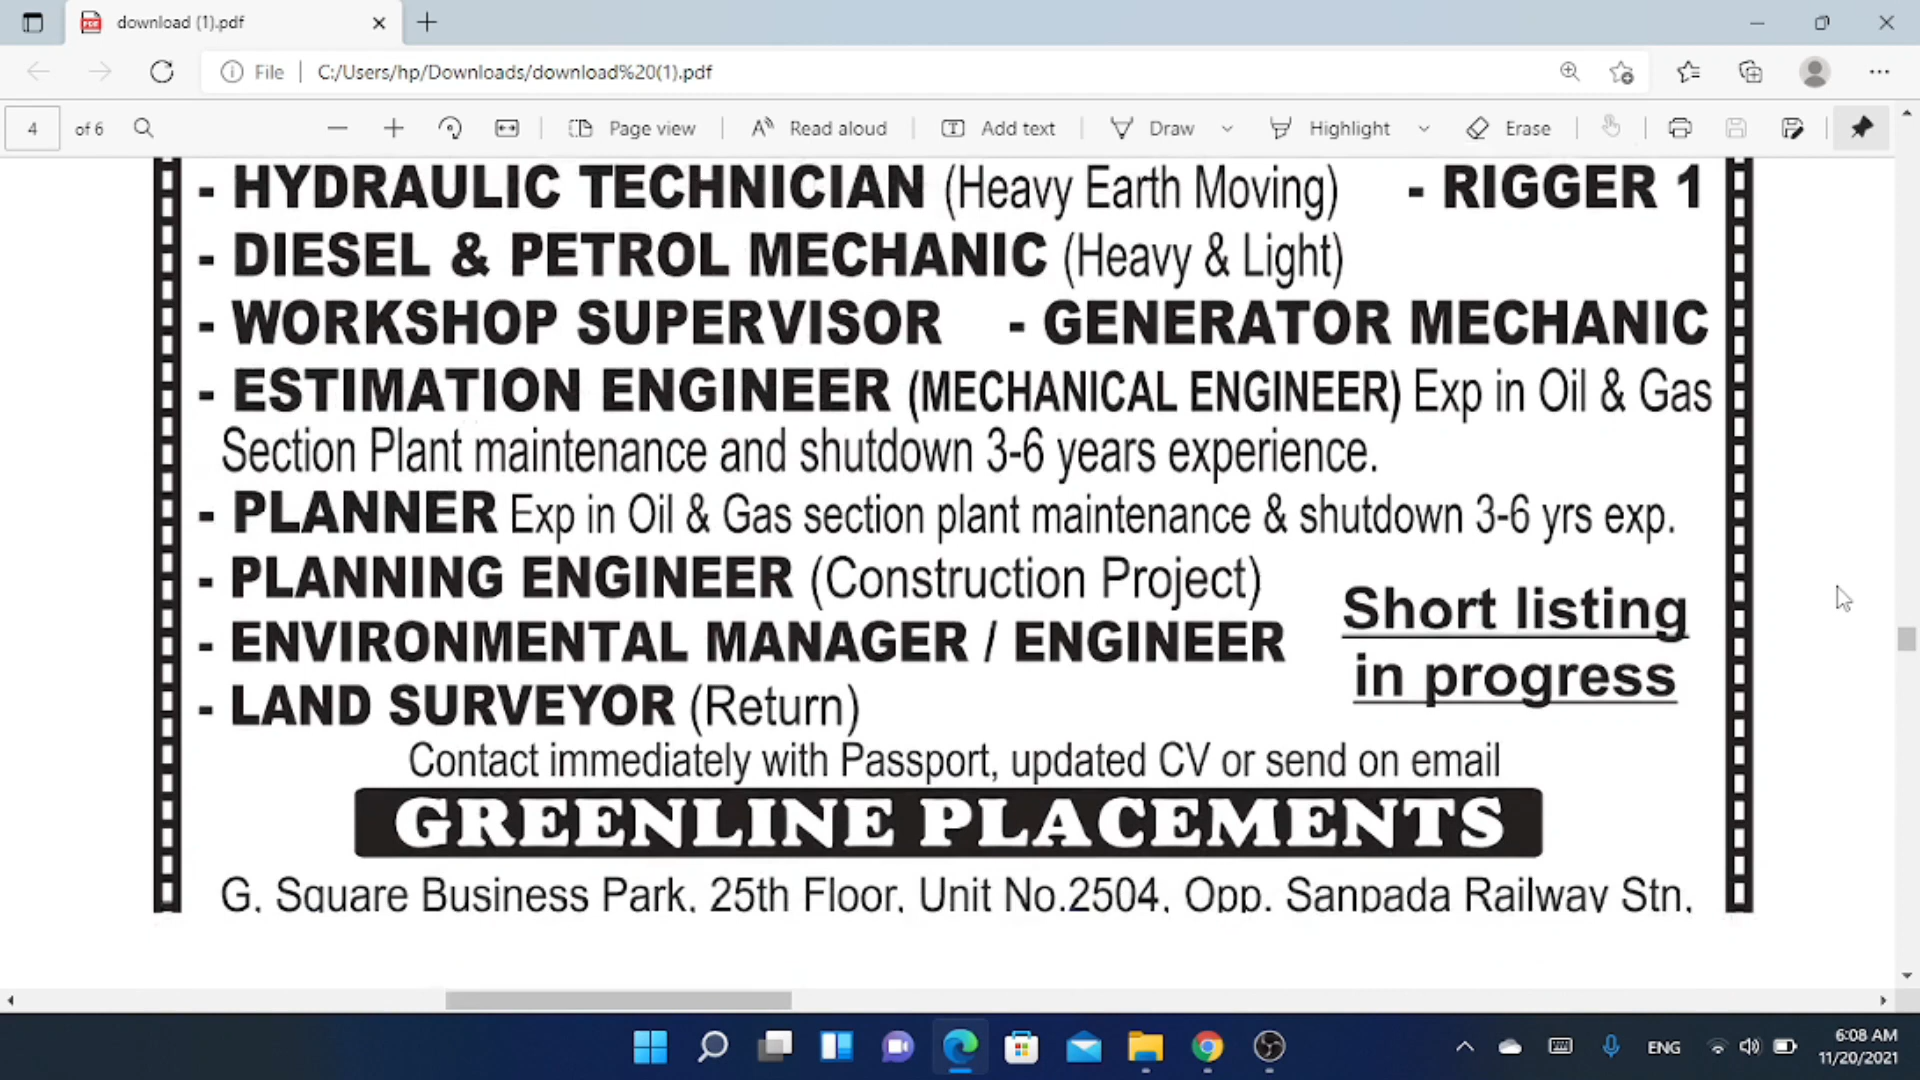 download (1).pdf
File
C:/Users/hp/Downloads/download%20(1).pdf
4 of 6
Page view
Read aloud
Add text
Draw
Highlight
Erase
- HYDRAULIC TECHNICIAN (Heavy Earth Moving) - RIGGER 1
- DIESEL & PETROL MECHANIC (Heavy & Light)
- WORKSHOP SUPERVISOR - GENERATOR MECHANIC
- ESTIMATION ENGINEER (MECHANICAL ENGINEER) Exp in Oil & Gas
Section Plant maintenance and shutdown 3-6 years experience.
- PLANNER Exp in Oil & Gas section plant maintenance & shutdown 3-6 yrs exp.
- PLANNING ENGINEER (Construction Project)
- ENVIRONMENTAL MANAGER / ENGINEER
- LAND SURVEYOR (Return)
Short listing
in progress
Contact immediately with Passport, updated CV or send on email
GREENLINE PLACEMENTS
G. Square Business Park, 25th Floor, Unit No.2504, Opp. Sanpada Railway Stn,
ENG
6:08 AM
11/20/2021